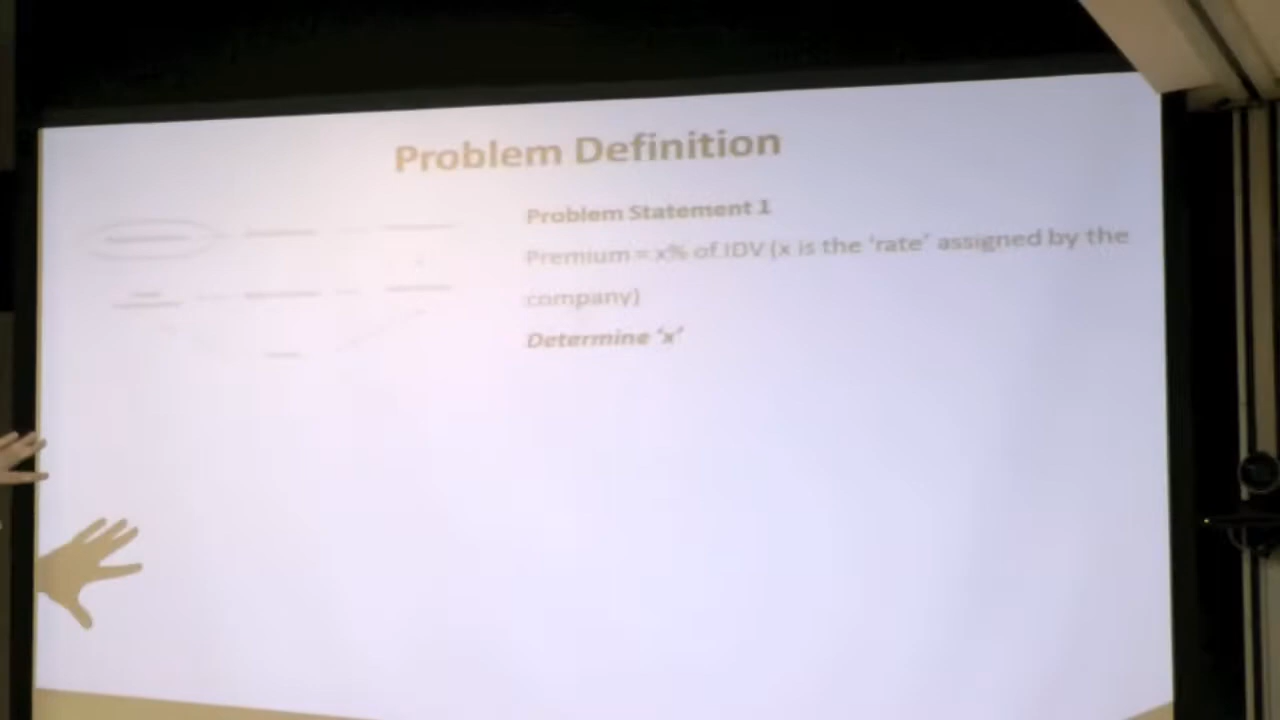 Problem Definition
Problem Statement 1
Premium = x% of IDV (x is the ‘rate’ assigned by the
company)
Determine ‘x’